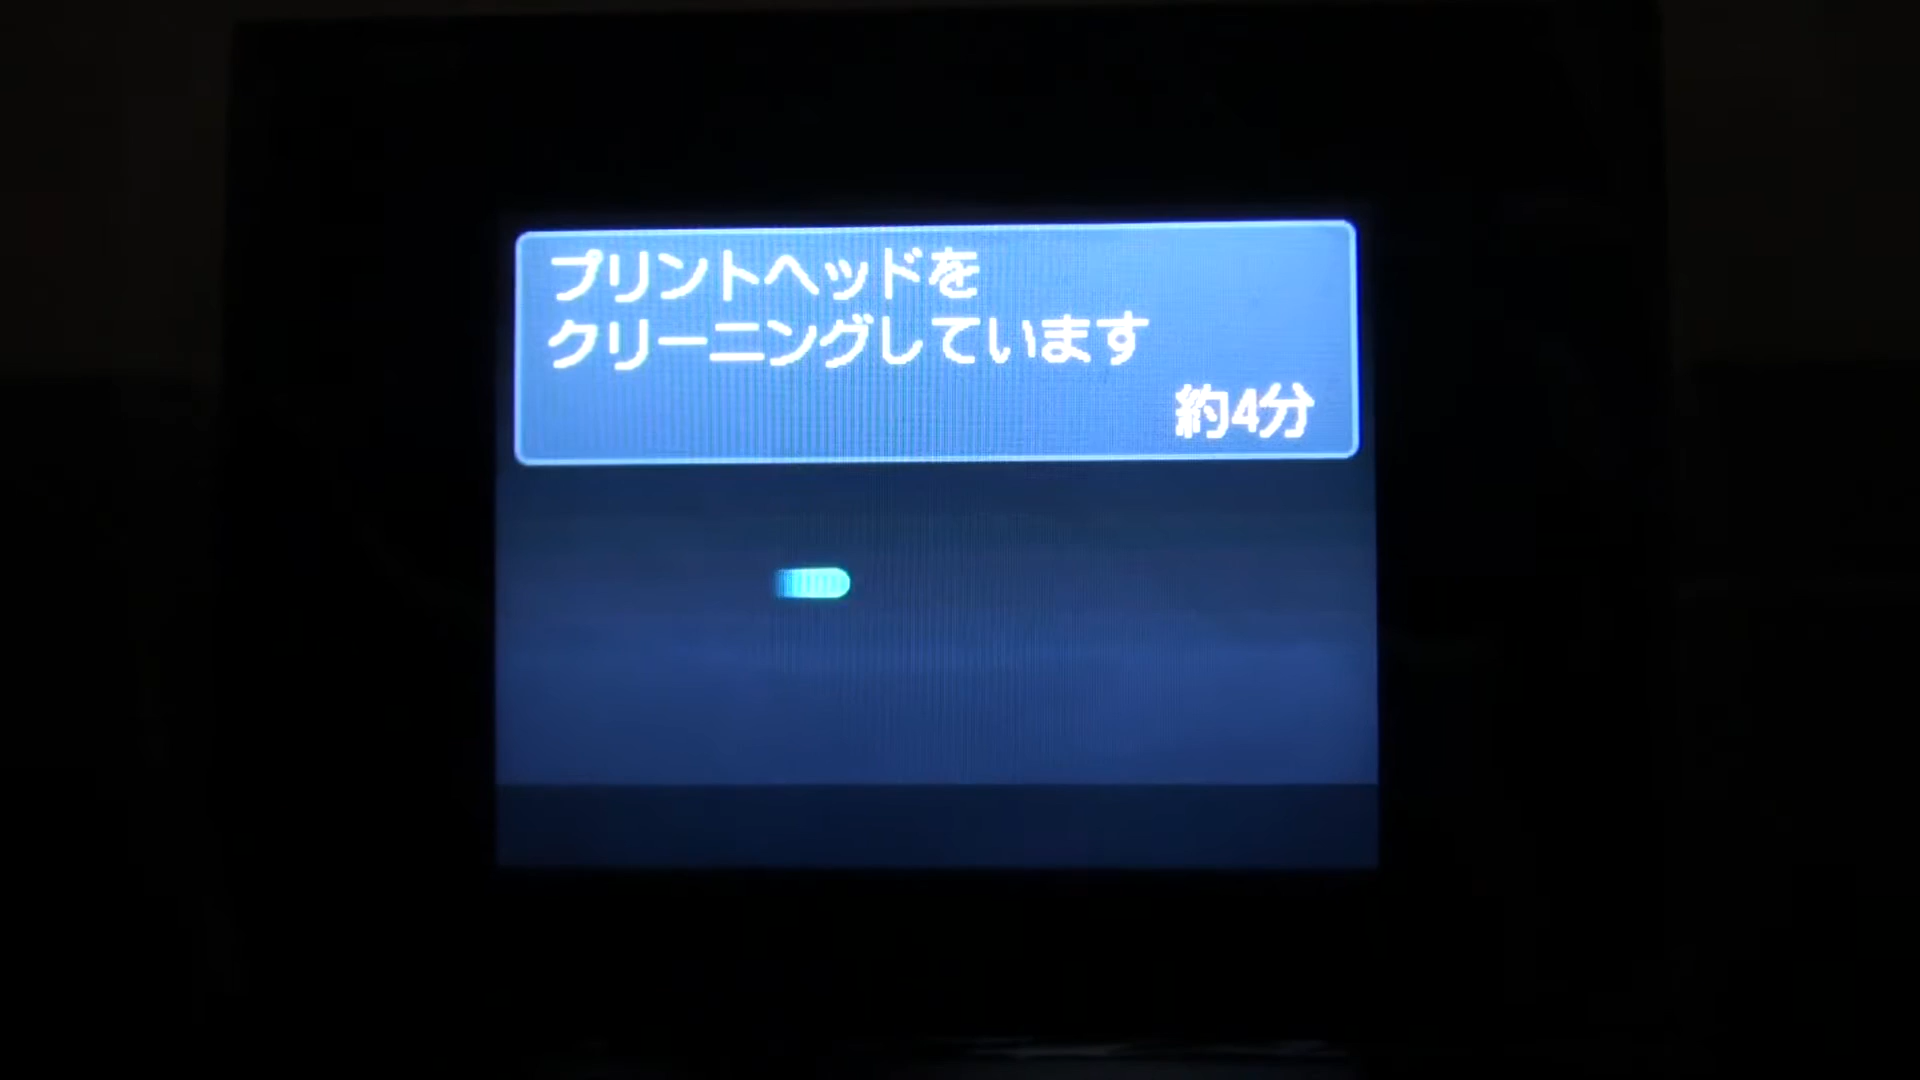 プリントヘッドを
クリーニングしています
約4分